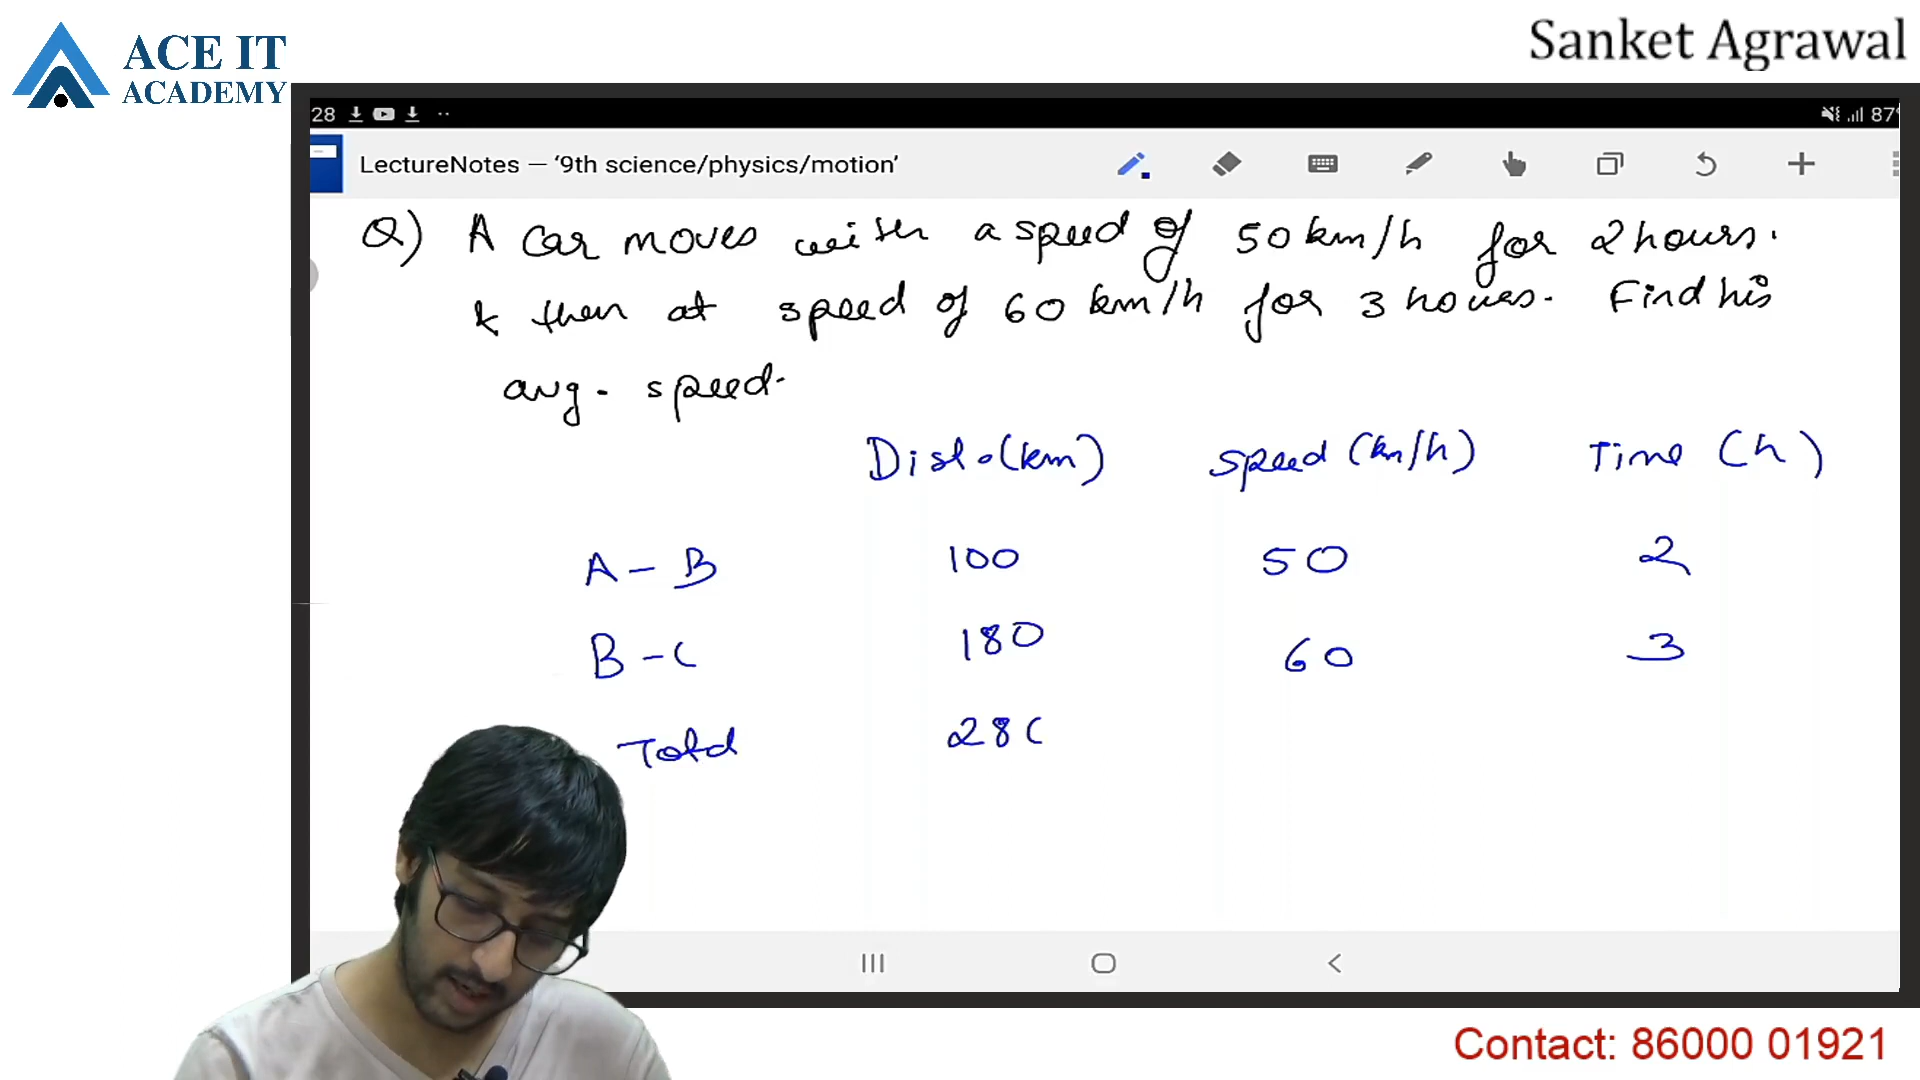 ACE IT
ACADEMY
Sanket Agrawal
28
87
LectureNotes — ‘9th science/physics/motion’
Q) A car moves with a speed of 50 km/h for 2 hours.
& then at speed of 60 km/h for 3 hours. Find his
avg. speed.
Dist.(km) speed (km/h) Time (h)
A - B 100 50 2
B - C 180 60 3
Total 28
Contact: 86000 01921